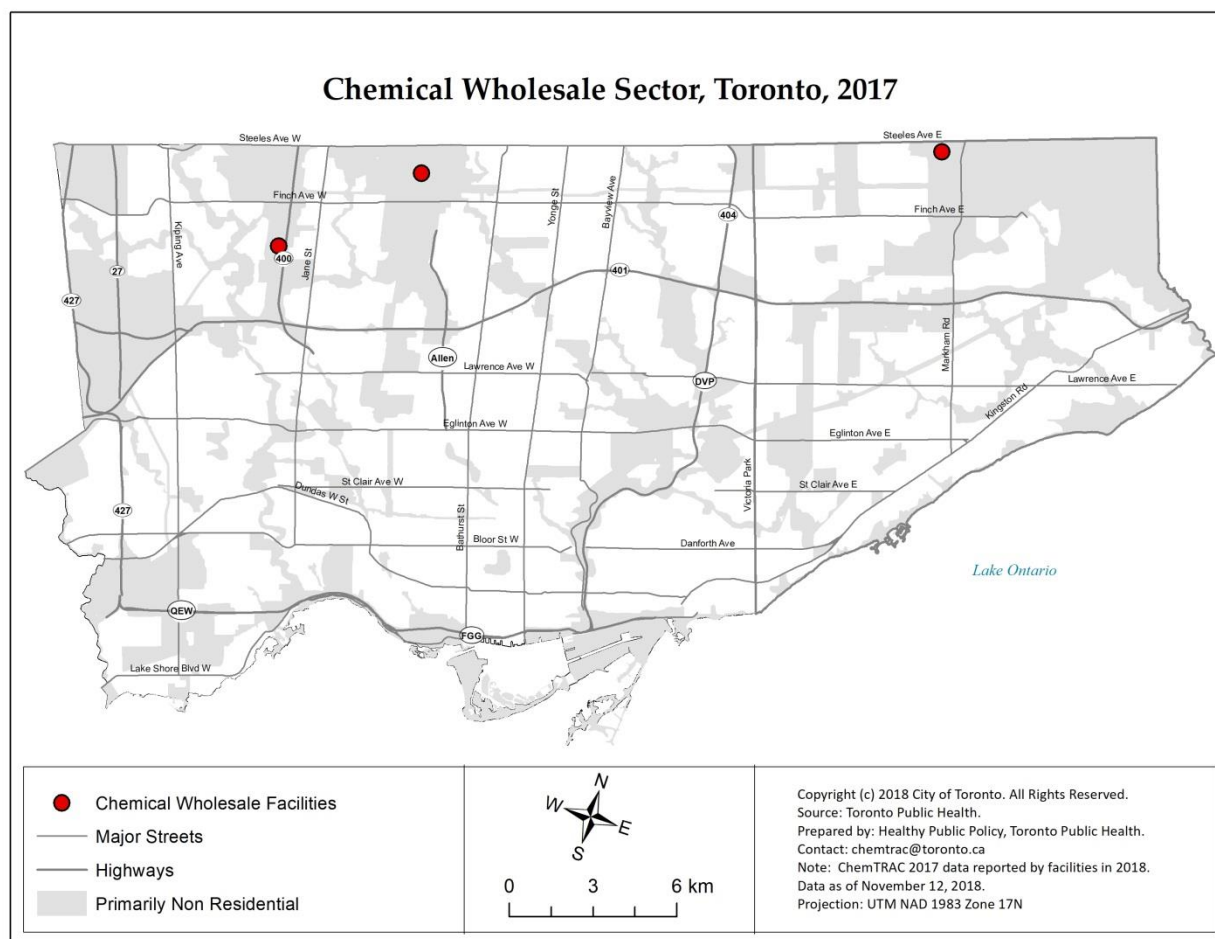 Chemical Wholesale Sector, Toronto, 2017
Steeles Ave W
Steeles Ave E
Finch Ave W
Finch Ave E
Kipling Ave
Jane St
Yonge St
Bayview Ave
404
400
401
27
427
Markham Rd
Allen
Lawrence Ave W
DVP
Lawrence Ave E
Kingston Rd
Eglinton Ave W
Eglinton Ave E
St Clair Ave W
St Clair Ave E
Dundas W St
Victoria Park
427
Bathurst St
Bloor St W
Danforth Ave
Lake Ontario
QEW
FGG
Lake Shore Blvd W
Chemical Wholesale Facilities
Major Streets
Highways
Primarily Non Residential
N
W
E
S
0 3 6 km
Copyright (c) 2018 City of Toronto. All Rights Reserved.
Source: Toronto Public Health.
Prepared by: Healthy Public Policy, Toronto Public Health.
Contact: chemtrac@toronto.ca
Note: ChemTRAC 2017 data reported by facilities in 2018.
Data as of November 12, 2018.
Projection: UTM NAD 1983 Zone 17N